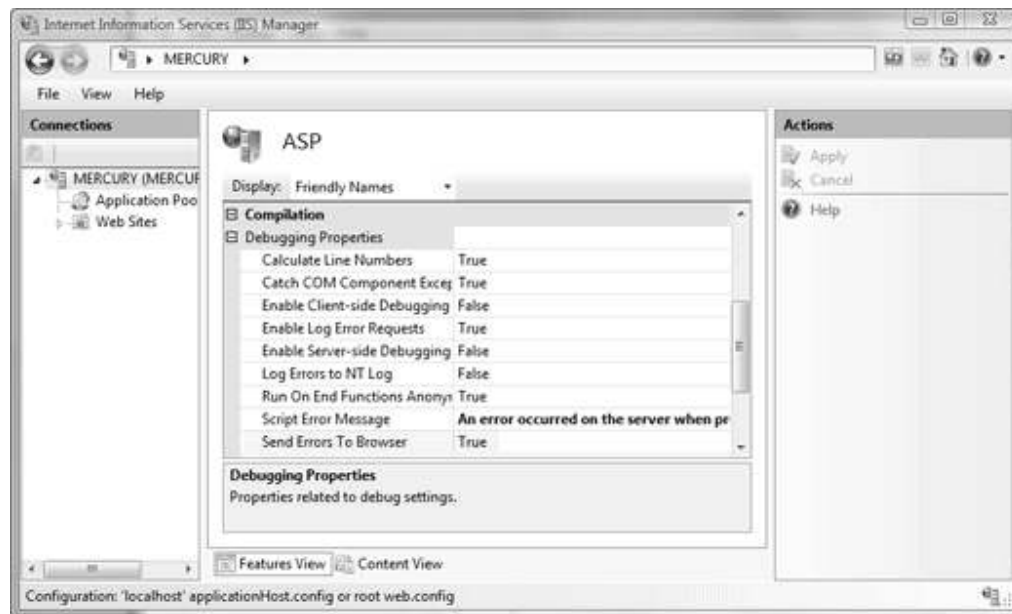 Internet Information Services (IIS) Manager
MERCURY
File View Help
Connections
MERCURY (MERCUR
Application Poo
Web Sites
ASP
Display: Friendly Names
Compilation
Debugging Properties
Calculate Line Numbers True
Catch COM Component Excep True
Enable Client-side Debugging False
Enable Log Error Requests True
Enable Server-side Debugging False
Log Errors to NT Log False
Run On End Functions Anonym True
Script Error Message An error occurred on the server when pr
Send Errors To Browser True
Debugging Properties
Properties related to debug settings.
Features View Content View
Actions
Apply
Cancel
Help
Configuration: 'localhost' applicationHost.config or root web.config